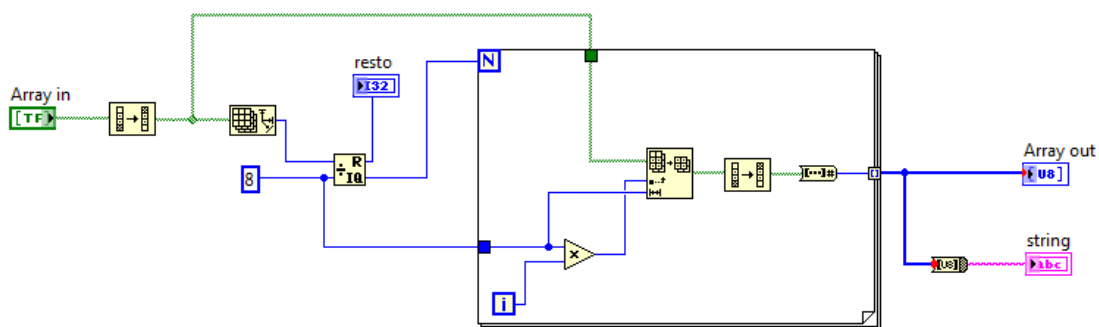 resto
I32
N
Array in
[TF]
8
R
IQ
[...]#
Array out
[U8]
x
i
string
[U8]
abc